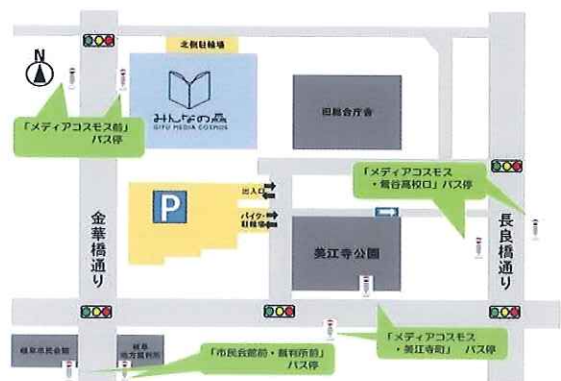 北側駐輪場
N
みんなの森
GIFU MEDIA COSMOS
旧総合庁舎
「メディアコスモス前」
バス停
「メディアコスモス
・鶯谷高校口」バス停
出入口
P
バイク・
駐輪場
金華橋通り
美江寺公園
長良橋通り
岐阜市民会館
岐阜
地方裁判所
「市民会館前・裁判所前」
バス停
「メディアコスモス
・美江寺町」 バス停